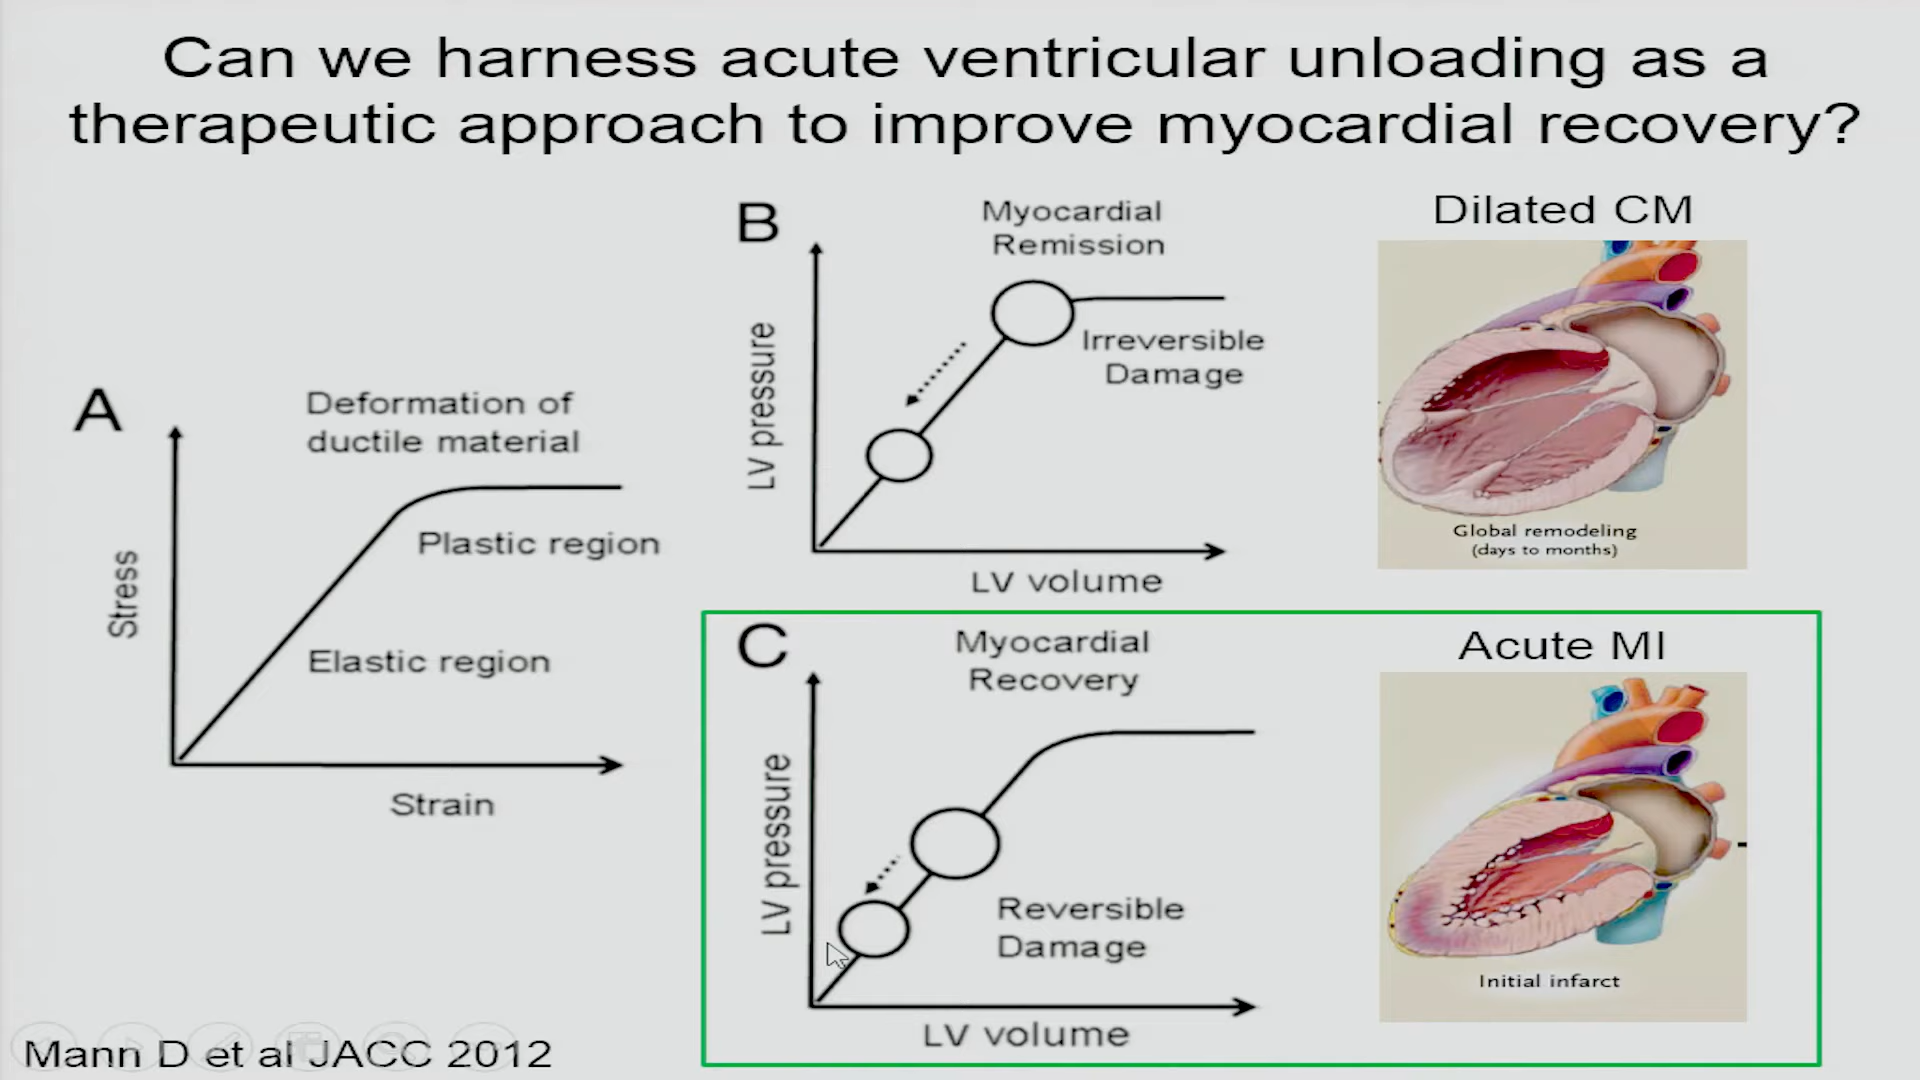 Can we harness acute ventricular unloading as a
therapeutic approach to improve myocardial recovery?
A
Deformation of
ductile material
Plastic region
Elastic region
Stress
Strain
B
Myocardial
Remission
Irreversible
Damage
LV pressure
LV volume
Dilated CM
Global remodeling
(days to months)
C
Myocardial
Recovery
Reversible
Damage
LV pressure
LV volume
Acute MI
Initial infarct
Mann D et al JACC 2012